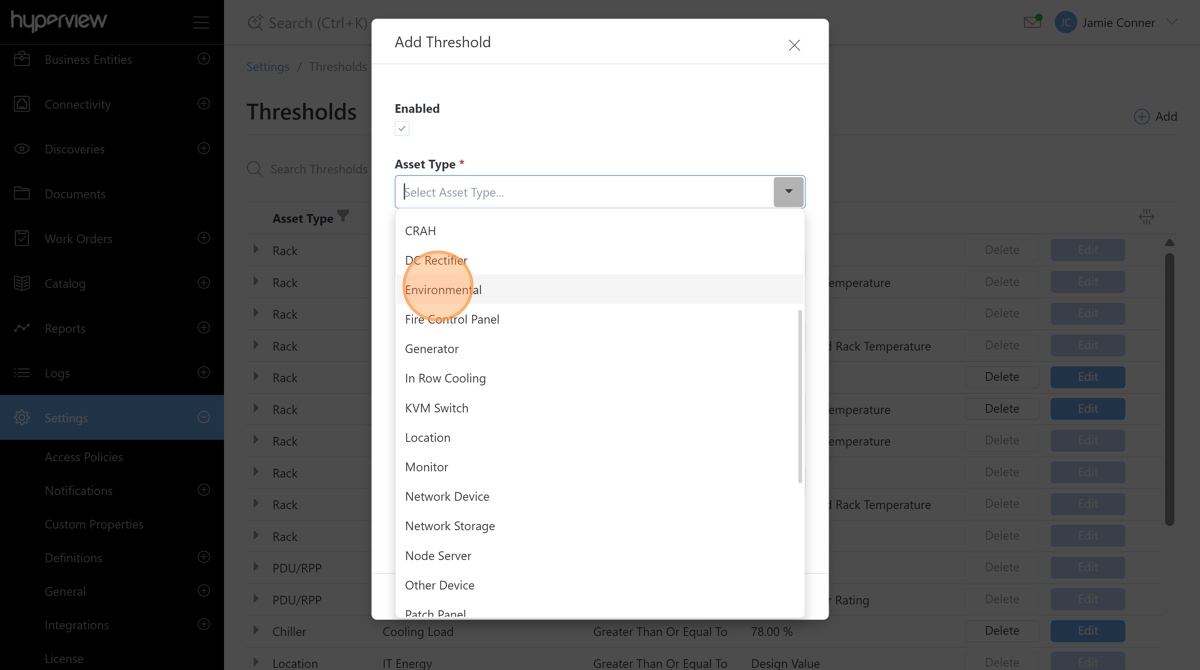 hyperview
Search (Ctrl+K)
JC Jamie Conner
Business Entities
Connectivity
Discoveries
Documents
Work Orders
Catalog
Reports
Logs
Settings
Access Policies
Notifications
Custom Properties
Definitions
General
Integrations
License
Settings / Thresholds
Thresholds
Add
Search Thresholds
Asset Type
Rack Delete Edit
Rack emperature Delete Edit
Rack Delete Edit
Rack d Rack Temperature Delete Edit
Rack Delete Edit
Rack emperature Delete Edit
Rack emperature Delete Edit
Rack Delete Edit
Rack d Rack Temperature Delete Edit
Rack Delete Edit
PDU/RPP Delete Edit
PDU/RPP r Rating Delete Edit
Chiller Cooling Load Greater Than Or Equal To 78.00 % Delete Edit
Location IT Energy Greater Than Or Equal To Design Value Delete Edit
Add Threshold
Enabled
Asset Type *
Select Asset Type...
CRAH
DC Rectifier
Environmental
Fire Control Panel
Generator
In Row Cooling
KVM Switch
Location
Monitor
Network Device
Network Storage
Node Server
Other Device
Patch Panel